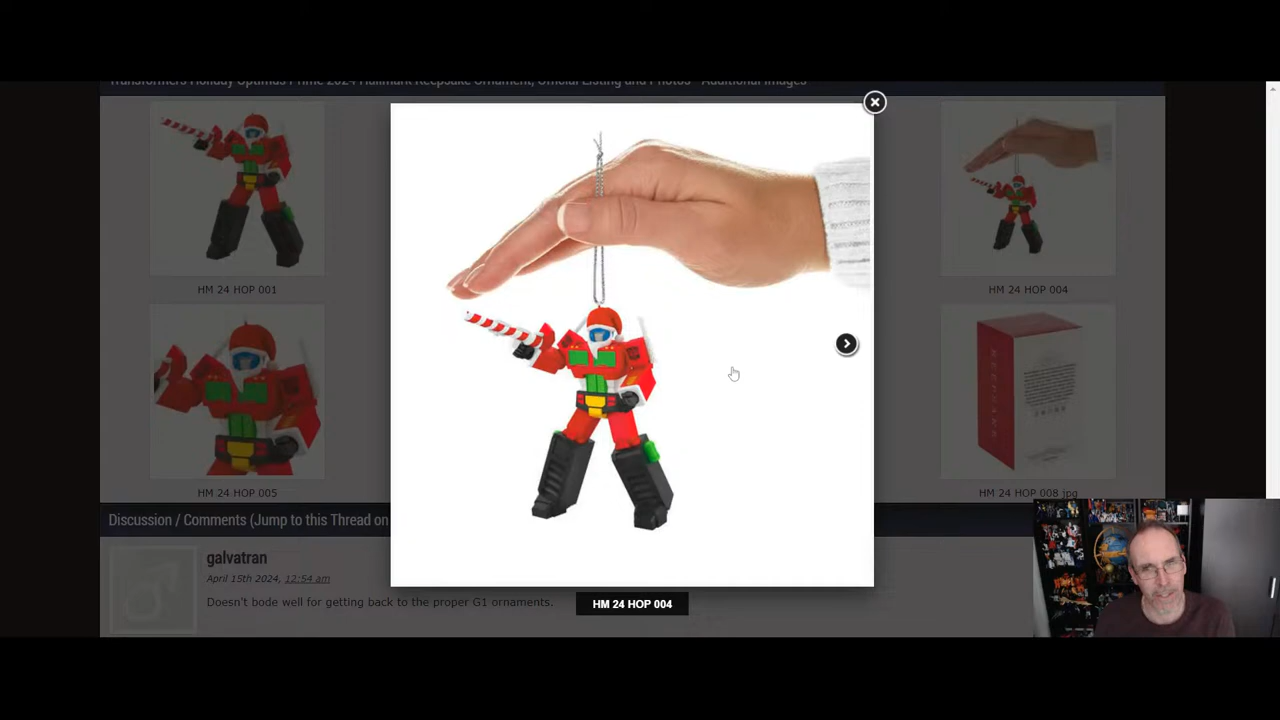 Transformers Holiday Optimus Prime 2024 Hallmark Keepsake Ornament, Official Listing and Photos - Additional Images
HM 24 HOP 001
HM 24 HOP 004
HM 24 HOP 005
KEEPSAKE
HM 24 HOP 008 jpg
Discussion / Comments (Jump to this Thread on
galvatran
April 15th 2024, 12:54 am
Doesn't bode well for getting back to the proper G1 ornaments.
HM 24 HOP 004